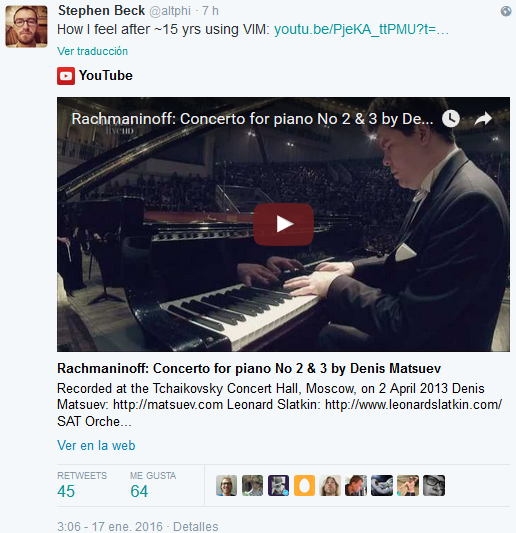 Stephen Beck @altphi · 7 h
How I feel after ~15 yrs using VIM: youtu.be/PjeKA_ttPMU?t=…
Ver traducción
YouTube
Rachmaninoff: Concerto for piano No 2 & 3 by De...
liveHD
Rachmaninoff: Concerto for piano No 2 & 3 by Denis Matsuev
Recorded at the Tchaikovsky Concert Hall, Moscow, on 2 April 2013 Denis
Matsuev: http://matsuev.com Leonard Slatkin: http://www.leonardslatkin.com/
SAT Orche...
Ver en la web
RETWEETS ME GUSTA
45 64
3:06 - 17 ene. 2016 · Detalles